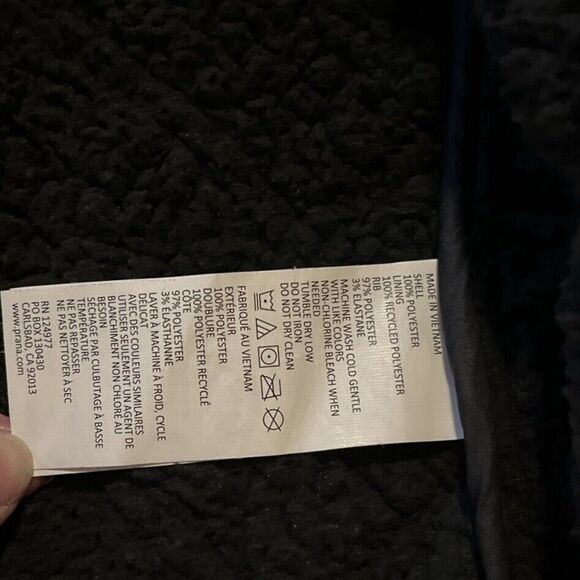 MADE IN VIETNAM
SHELL
100% POLYESTER
LINING
100% RECYCLED POLYESTER
RIB
97% POLYESTER
3% ELASTANE
MACHINE WASH COLD GENTLE
WITH LIKE COLORS
NON-CHLORINE BLEACH WHEN
NEEDED
TUMBLE DRY LOW
DO NOT IRON
DO NOT DRY CLEAN
FABRIQUÉ AU VIETNAM
EXTÉRIEUR
100% POLYESTER
DOUBLURE
100% POLYESTER RECYCLÉ
CÔTE
97% POLYESTER
3% ÉLASTHANNE
LAVER À MACHINE À FROID, CYCLE
DÉLICAT
AVEC DES COULEURS SIMILAIRES
UTILISER SEULEMENT UN AGENT DE
BLANCHIMENT NON CHLORÉ AU
BESOIN
SÉCHAGE PAR CULBUTAGE À BASSE
TEMPÉRATURE
NE PAS REPASSER
NE PAS NETTOYER À SEC
RN 124977
PO BOX 130430
CARLSBAD, CA 92013
www.prana.com